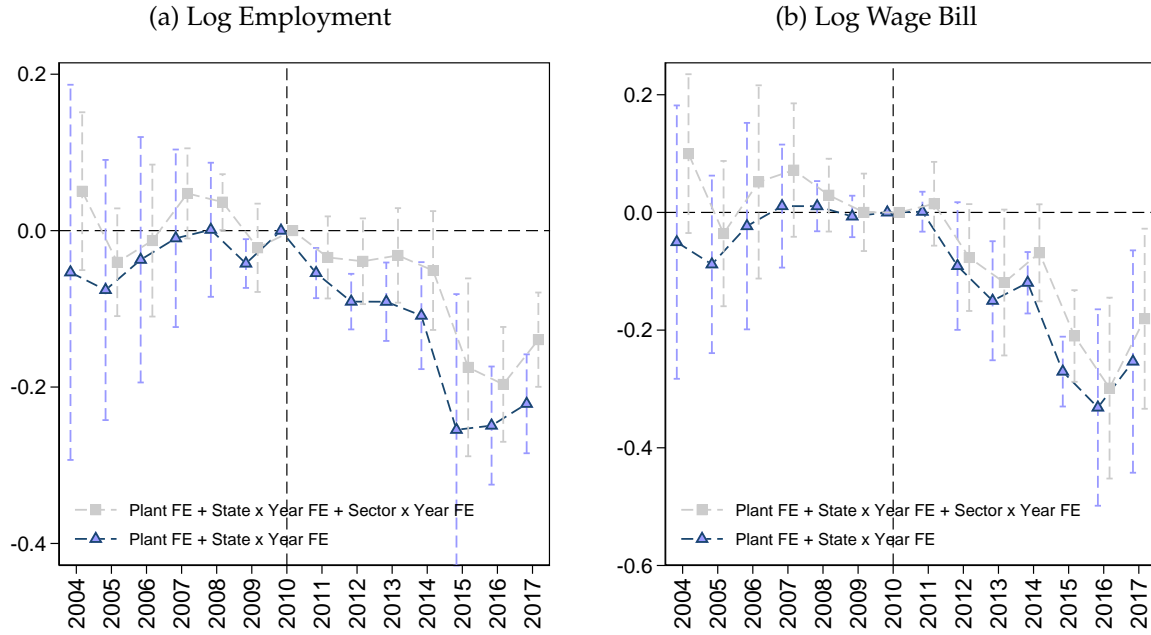 (a) Log Employment
0.2
0.0
-0.2
-0.4
Plant FE + State x Year FE + Sector x Year FE
Plant FE + State x Year FE
2004 2005 2006 2007 2008 2009 2010 2011 2012 2013 2014 2015 2016 2017
(b) Log Wage Bill
0.2
0.0
-0.2
-0.4
-0.6
Plant FE + State x Year FE + Sector x Year FE
Plant FE + State x Year FE
2004 2005 2006 2007 2008 2009 2010 2011 2012 2013 2014 2015 2016 2017